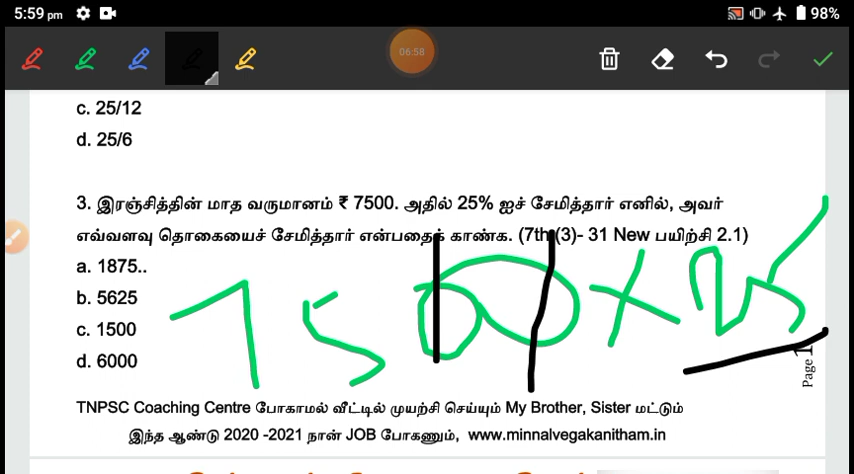 5:59 pm 98%
06:58
c. 25/12
d. 25/6
3. இரஞ்சித்தின் மாத வருமானம் ₹ 7500. அதில் 25% ஐச் சேமித்தார் எனில், அவர்
எவ்வளவு தொகையைச் சேமித்தார் என்பதைக் காண்க. (7th (3)- 31 New பயிற்சி 2.1)
a. 1875..
b. 5625
c. 1500
d. 6000
7500 × 25
Page 1
TNPSC Coaching Centre போகாமல் வீட்டில் முயற்சி செய்யும் My Brother, Sister மட்டும்
இந்த ஆண்டு 2020 -2021 நான் JOB போகணும், www.minnalvegakanitham.in